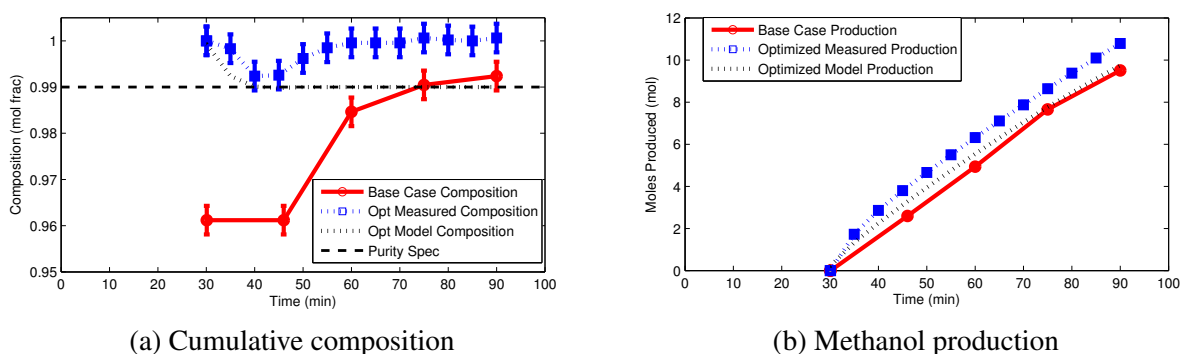 1
0.99
0.98
0.97
0.96
0.95
Composition (mol frac)
0 10 20 30 40 50 60 70 80 90 100
Time (min)
Base Case Composition
Opt Measured Composition
Opt Model Composition
Purity Spec
(a) Cumulative composition
14
12
10
8
6
4
2
0
Moles Produced (mol)
0 10 20 30 40 50 60 70 80 90 100
Time (min)
Base Case Production
Optimized Measured Production
Optimized Model Production
(b) Methanol production